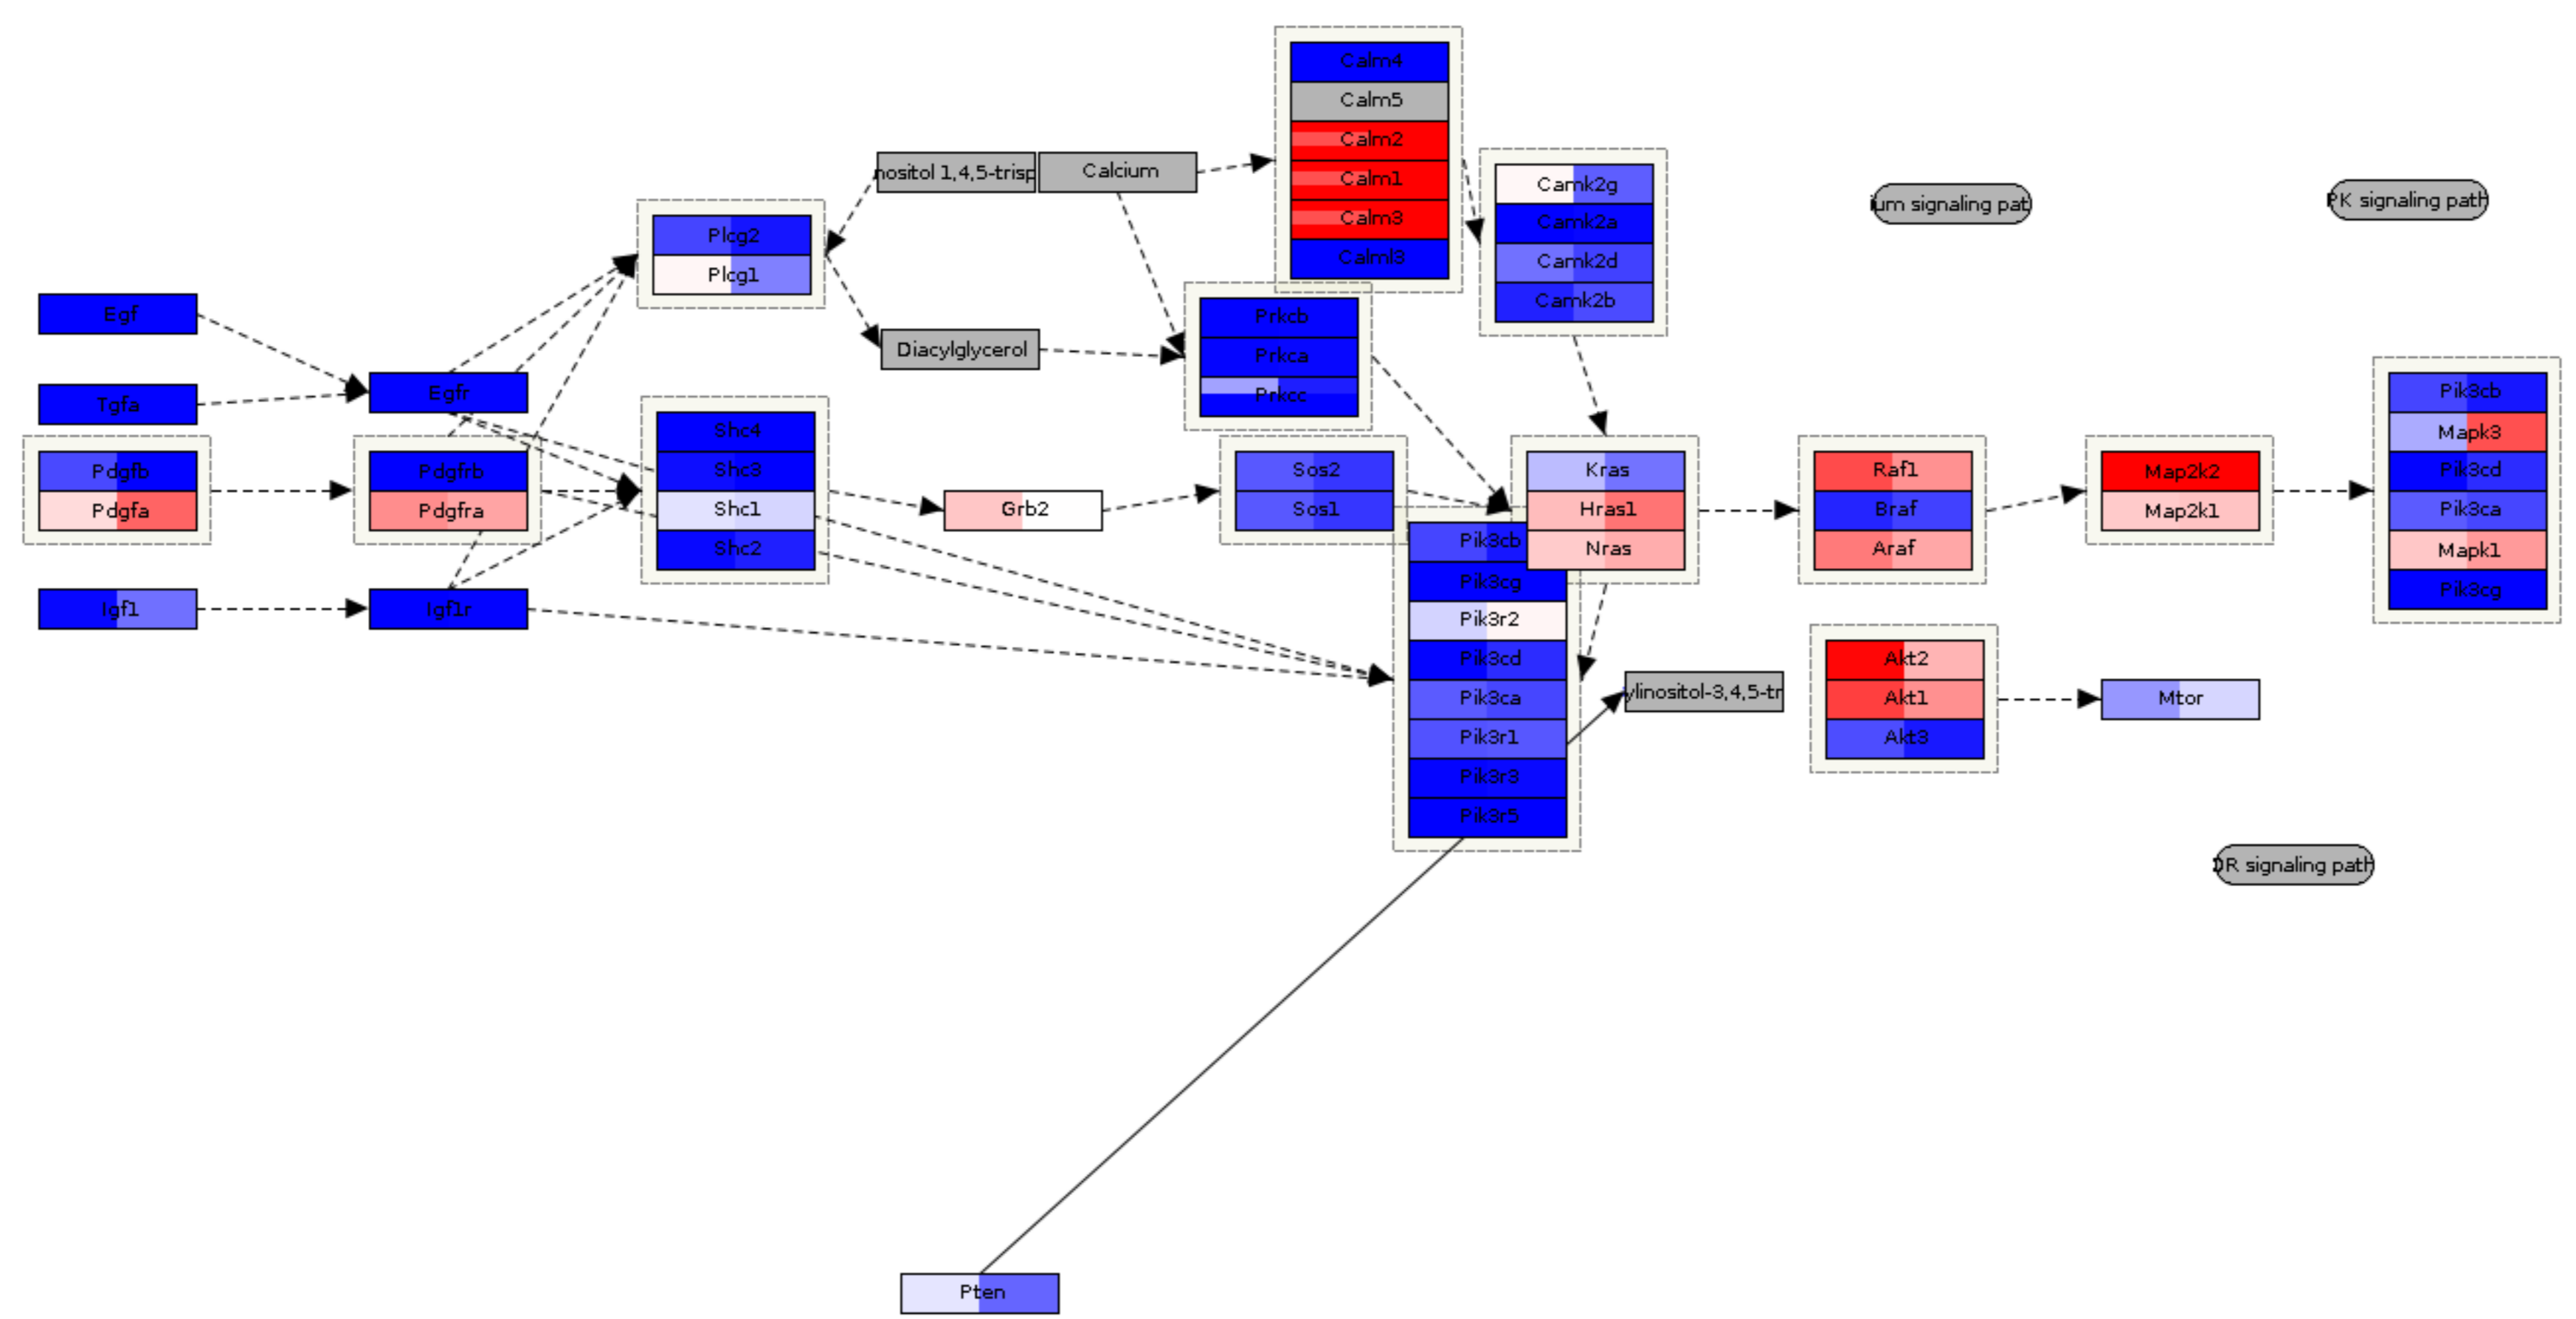 Calm4
Calm5
Calm2
Calm1
Calm3
Calml3
nositol 1,4,5-trisp
Calcium
Camk2g
Camk2a
Camk2d
Camk2b
ium signaling pat
PK signaling path
Plcg2
Plcg1
Egf
Tgfa
Egfr
Diacylglycerol
Prkcb
Prkca
Prkcc
Pdgfb
Pdgfa
Pdgfrb
Pdgfra
Shc4
Shc3
Shc1
Shc2
Grb2
Sos2
Sos1
Kras
Hras1
Nras
Raf1
Braf
Araf
Map2k2
Map2k1
Pik3cb
Mapk3
Pik3cd
Pik3ca
Mapk1
Pik3cg
Igf1
Igf1r
Pik3cb
Pik3cg
Pik3r2
Pik3cd
Pik3ca
Pik3r1
Pik3r3
Pik3r5
ylinositol-3,4,5-tr
Akt2
Akt1
Akt3
Mtor
OR signaling path
Pten